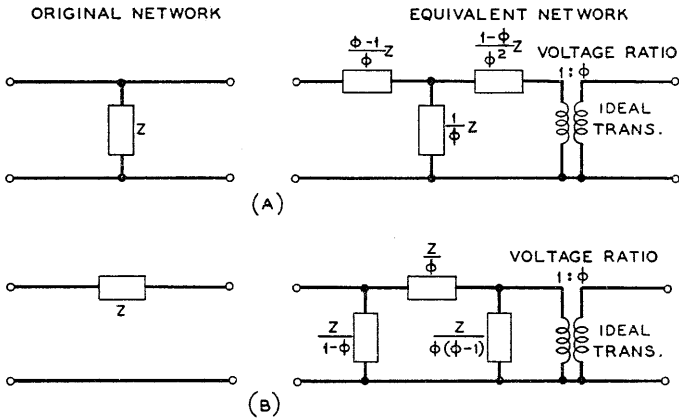 ORIGINAL NETWORK
EQUIVALENT NETWORK
Z
ϕ-1/ϕ Z
1-ϕ/ϕ² Z
1/ϕ Z
VOLTAGE RATIO
1:ϕ
IDEAL
TRANS.
(A)
Z
Z/ϕ
Z/1-ϕ
Z/ϕ(ϕ-1)
VOLTAGE RATIO
1:ϕ
IDEAL
TRANS.
(B)